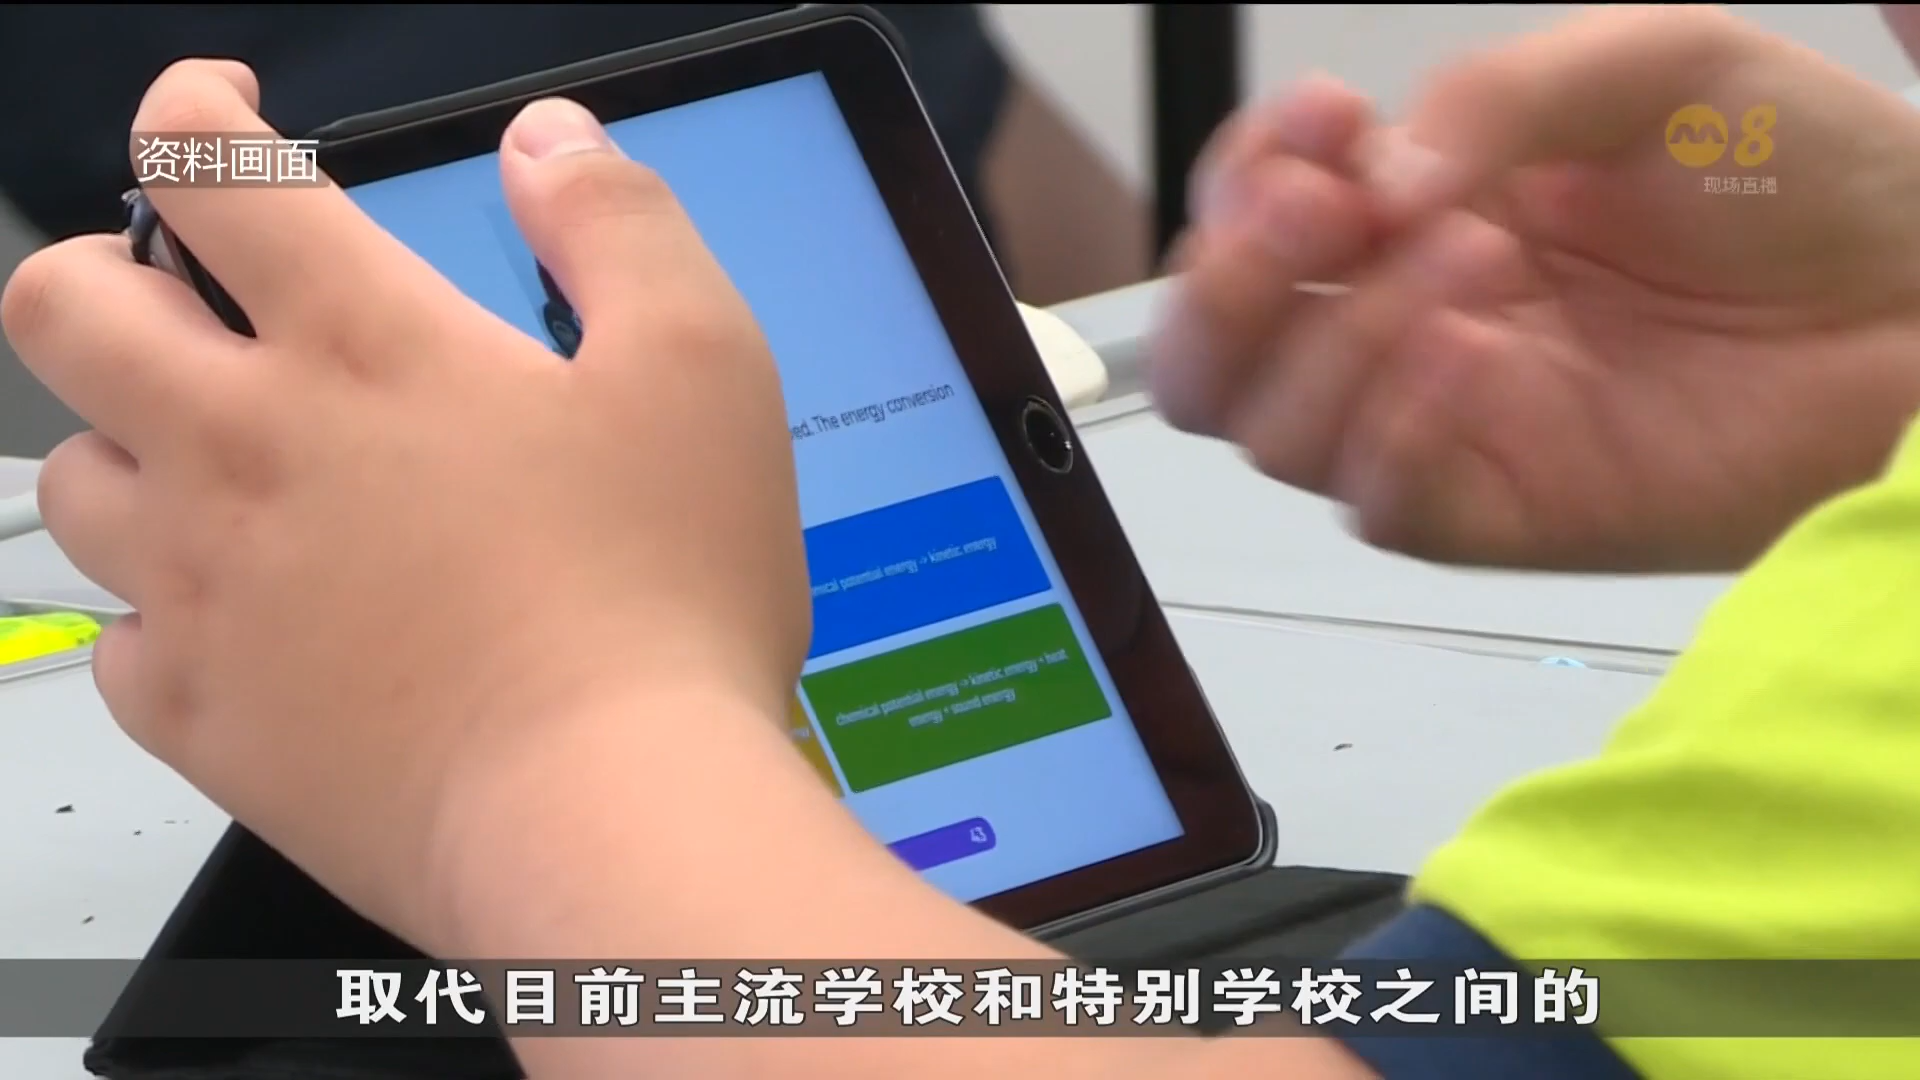 资料画面
8
现场直播
The energy conversion
potential energy -> kinetic energy
chemical potential energy -> kinetic energy + heat
energy + sound energy
取代目前主流学校和特别学校之间的